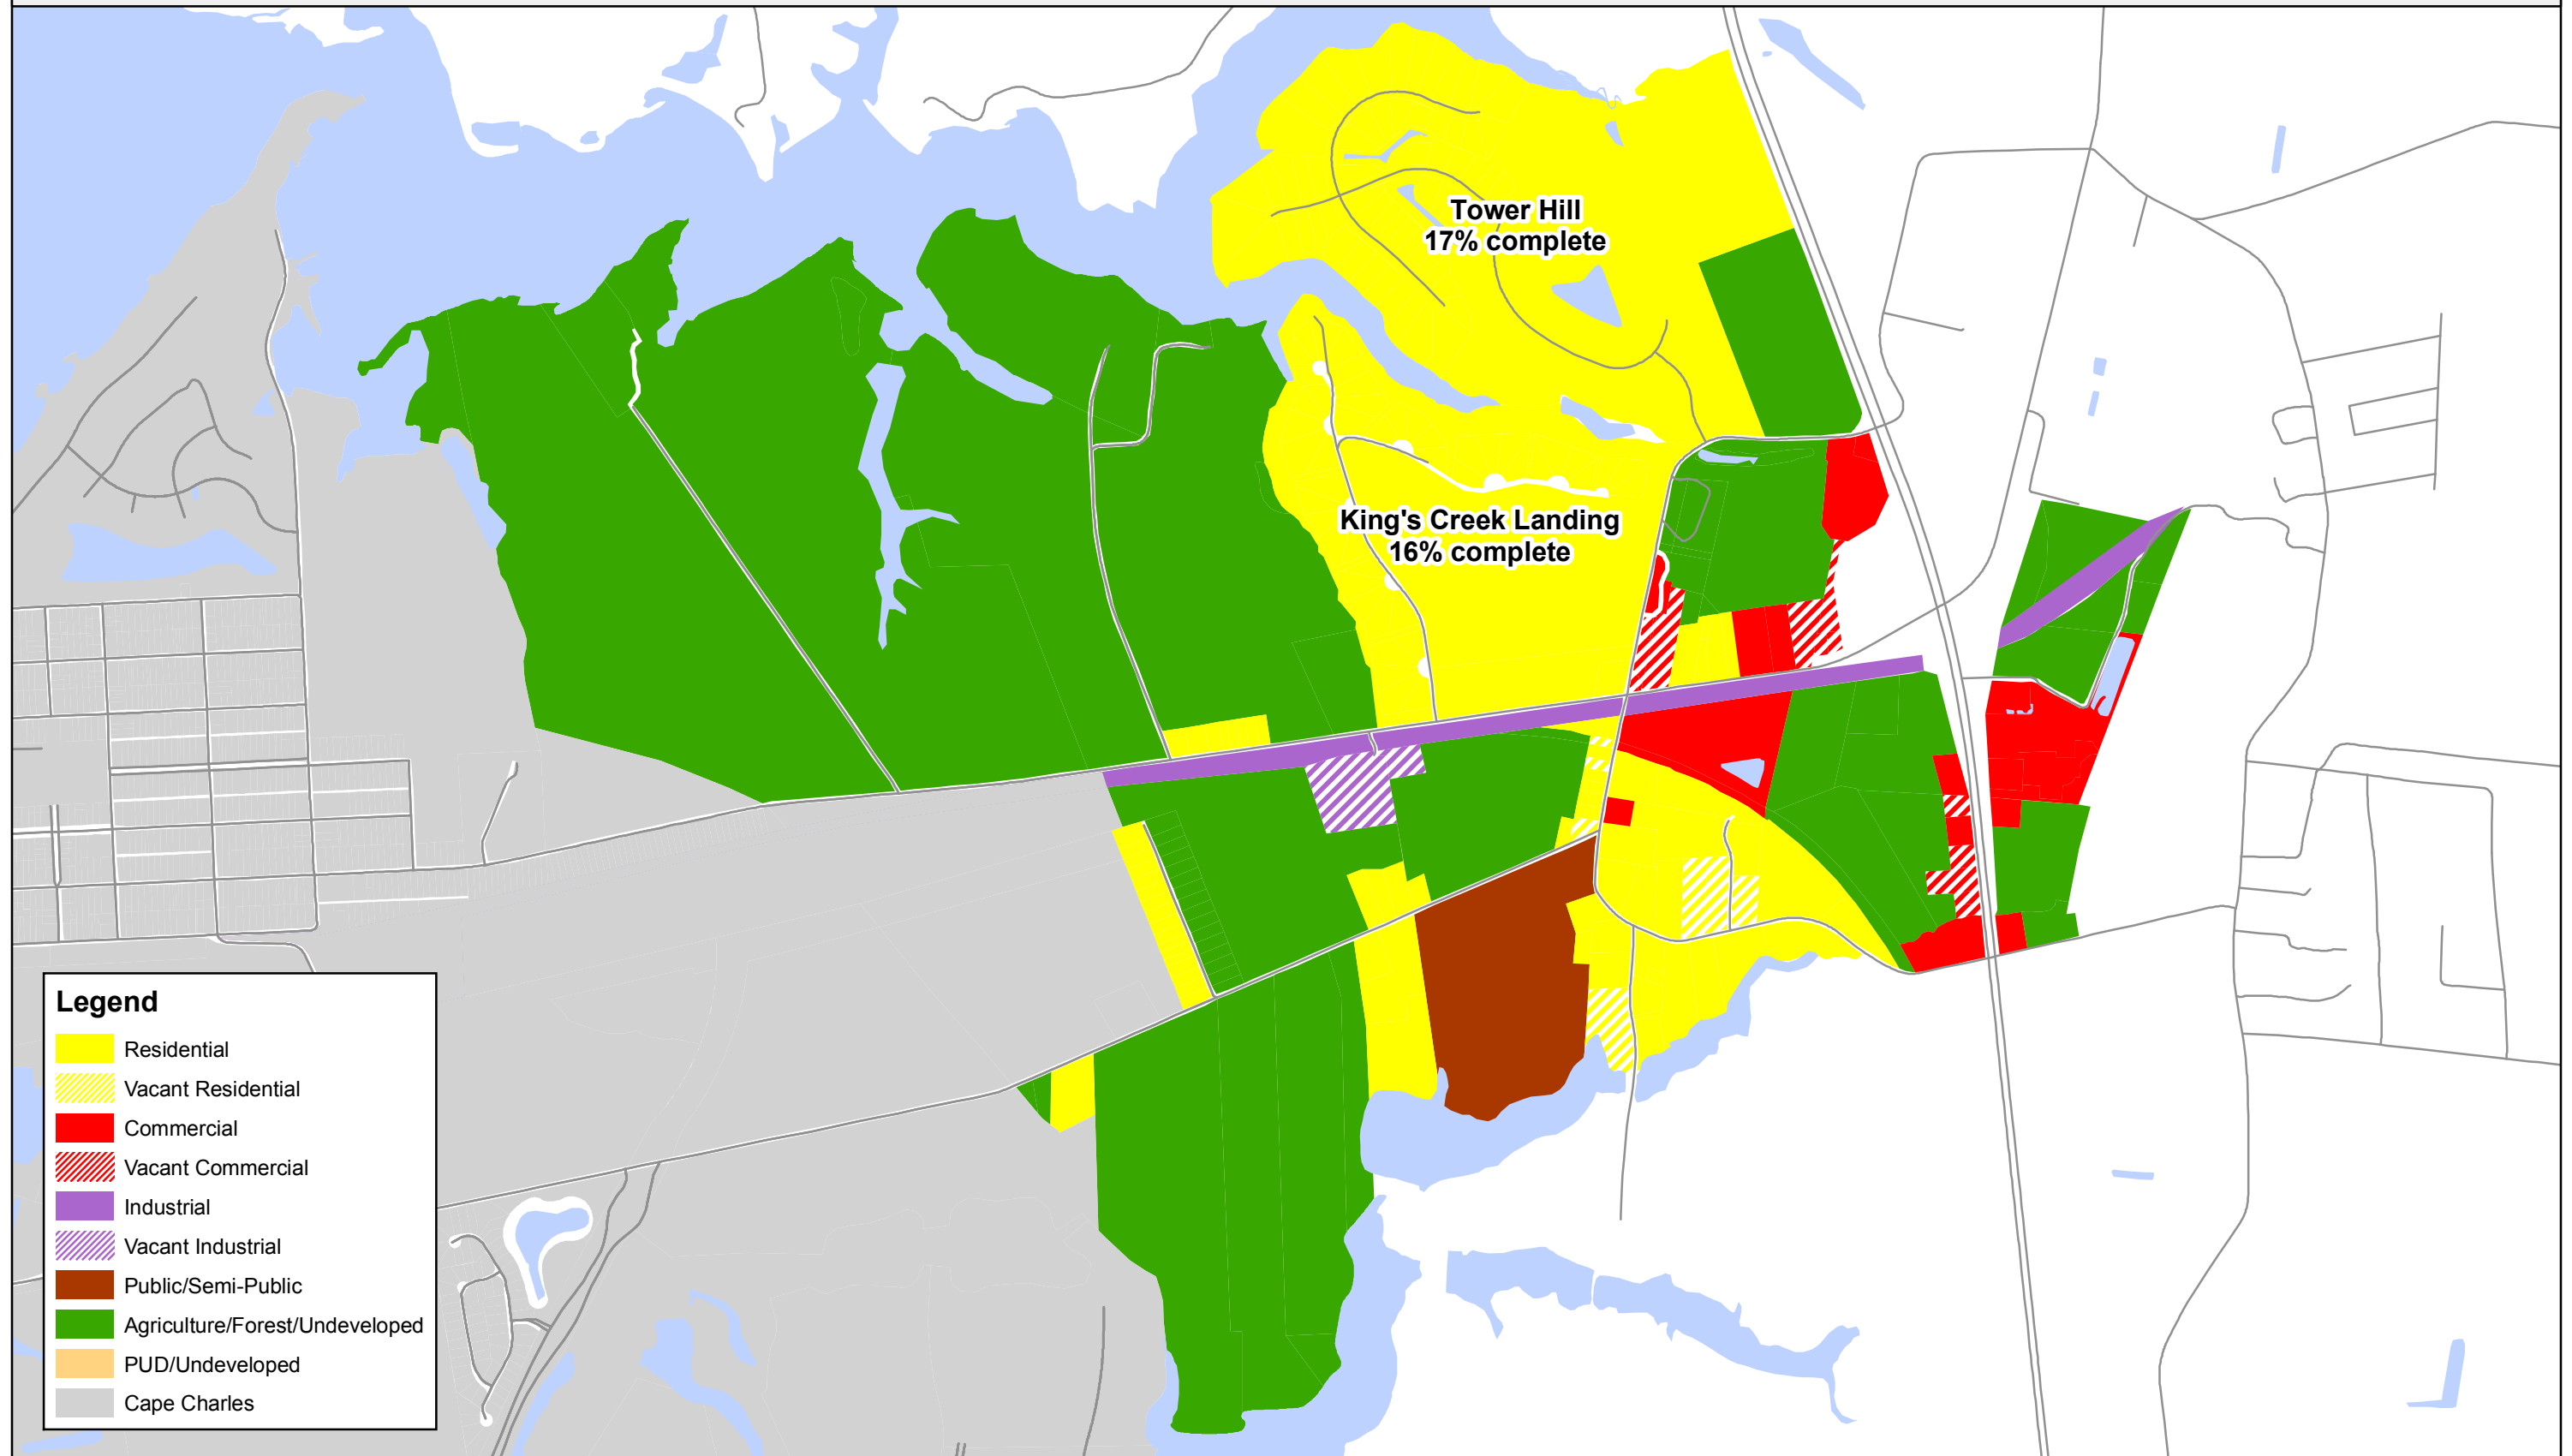 Tower Hill
17% complete
King's Creek Landing
16% complete
Legend
Residential
Vacant Residential
Commercial
Vacant Commercial
Industrial
Vacant Industrial
Public/Semi-Public
Agriculture/Forest/Undeveloped
PUD/Undeveloped
Cape Charles